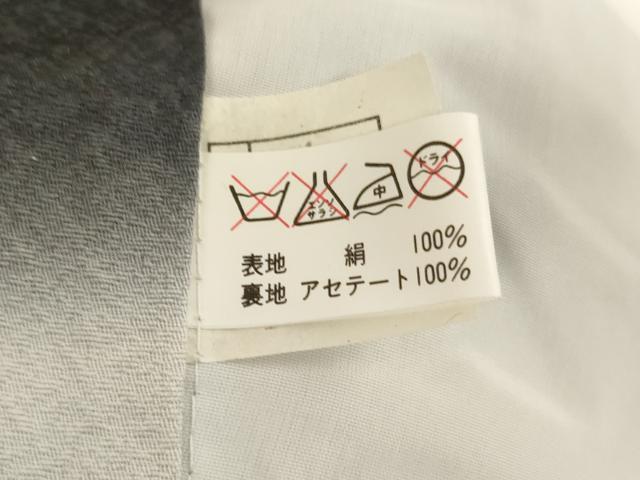 エンソ
サラシ
中
ドライ
表地 絹 100%
裏地 アセテート100%